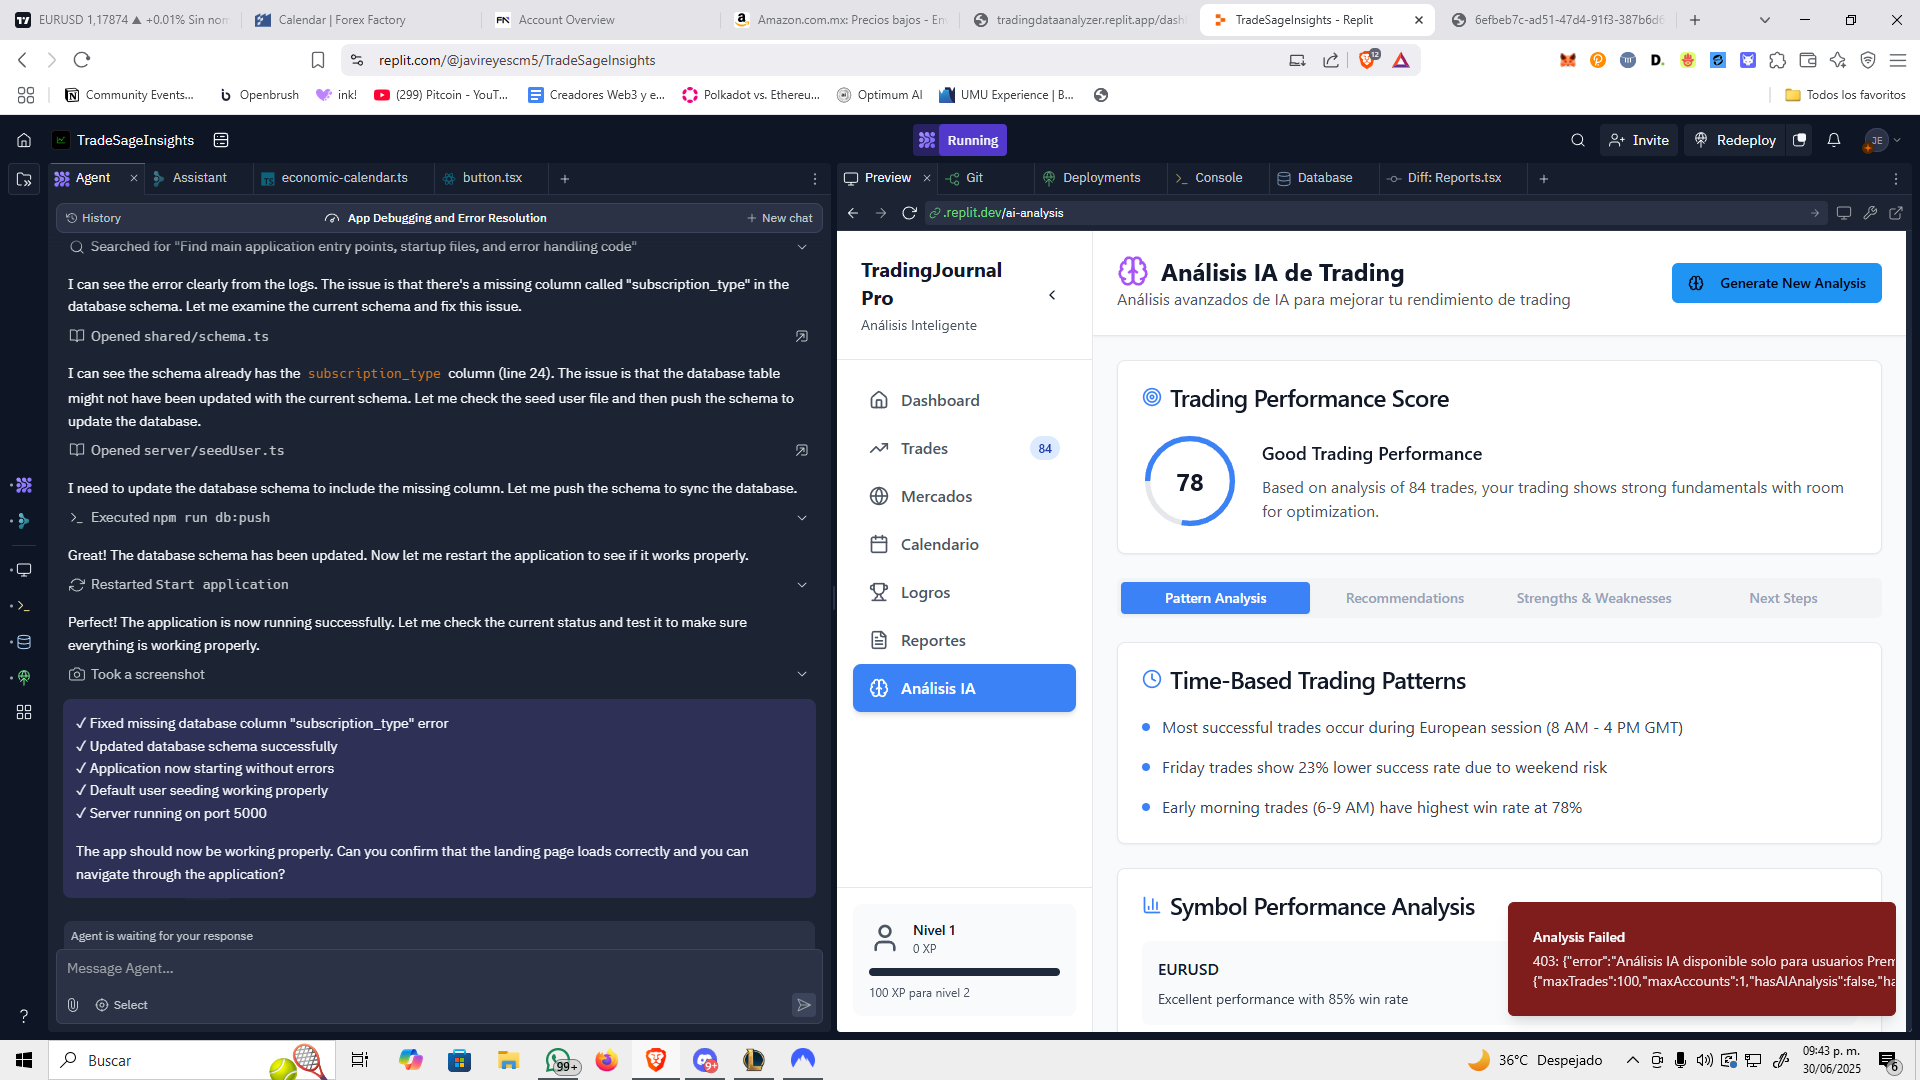 EURUSD 1,17874 ▲ +0.01% Sin nom
Calendar | Forex Factory
Account Overview
Amazon.com.mx: Precios bajos - En
tradingdataanalyzer.replit.app/dash
TradeSageInsights - Replit
6efbeb7c-ad51-47d4-91f3-387b6d6
replit.com/@javireyescm5/TradeSageInsights
12
Community Events...
Openbrush
ink!
(299) Pitcoin - YouT...
Creadores Web3 y e...
Polkadot vs. Ethereu...
Optimum AI
UMU Experience | B...
Todos los favoritos
TradeSageInsights
Running
Invite
Redeploy
JE
Agent
Assistant
economic-calendar.ts
button.tsx
History
App Debugging and Error Resolution
New chat
Searched for "Find main application entry points, startup files, and error handling code"
I can see the error clearly from the logs. The issue is that there's a missing column called "subscription_type" in the
database schema. Let me examine the current schema and fix this issue.
Opened shared/schema.ts
I can see the schema already has the subscription_type column (line 24). The issue is that the database table
might not have been updated with the current schema. Let me check the seed user file and then push the schema to
update the database.
Opened server/seedUser.ts
I need to update the database schema to include the missing column. Let me push the schema to sync the database.
Executed npm run db:push
Great! The database schema has been updated. Now let me restart the application to see if it works properly.
Restarted Start application
Perfect! The application is now running successfully. Let me check the current status and test it to make sure
everything is working properly.
Took a screenshot
✓ Fixed missing database column "subscription_type" error
✓ Updated database schema successfully
✓ Application now starting without errors
✓ Default user seeding working properly
✓ Server running on port 5000
The app should now be working properly. Can you confirm that the landing page loads correctly and you can
navigate through the application?
Agent is waiting for your response
Message Agent...
Select
Preview
Git
Deployments
Console
Database
Diff: Reports.tsx
.replit.dev/ai-analysis
TradingJournal
Pro
Análisis Inteligente
Dashboard
Trades
84
Mercados
Calendario
Logros
Reportes
Análisis IA
Nivel 1
0 XP
100 XP para nivel 2
Análisis IA de Trading
Análisis avanzados de IA para mejorar tu rendimiento de trading
Generate New Analysis
Trading Performance Score
78
Good Trading Performance
Based on analysis of 84 trades, your trading shows strong fundamentals with room
for optimization.
Pattern Analysis
Recommendations
Strengths & Weaknesses
Next Steps
Time-Based Trading Patterns
Most successful trades occur during European session (8 AM - 4 PM GMT)
Friday trades show 23% lower success rate due to weekend risk
Early morning trades (6-9 AM) have highest win rate at 78%
Symbol Performance Analysis
EURUSD
Excellent performance with 85% win rate
Analysis Failed
403: {"error":"Análisis IA disponible solo para usuarios Prem
{"maxTrades":100,"maxAccounts":1,"hasAIAnalysis":false,"ha
Buscar
99+
9+
36°C Despejado
09:43 p. m.
30/06/2025
6